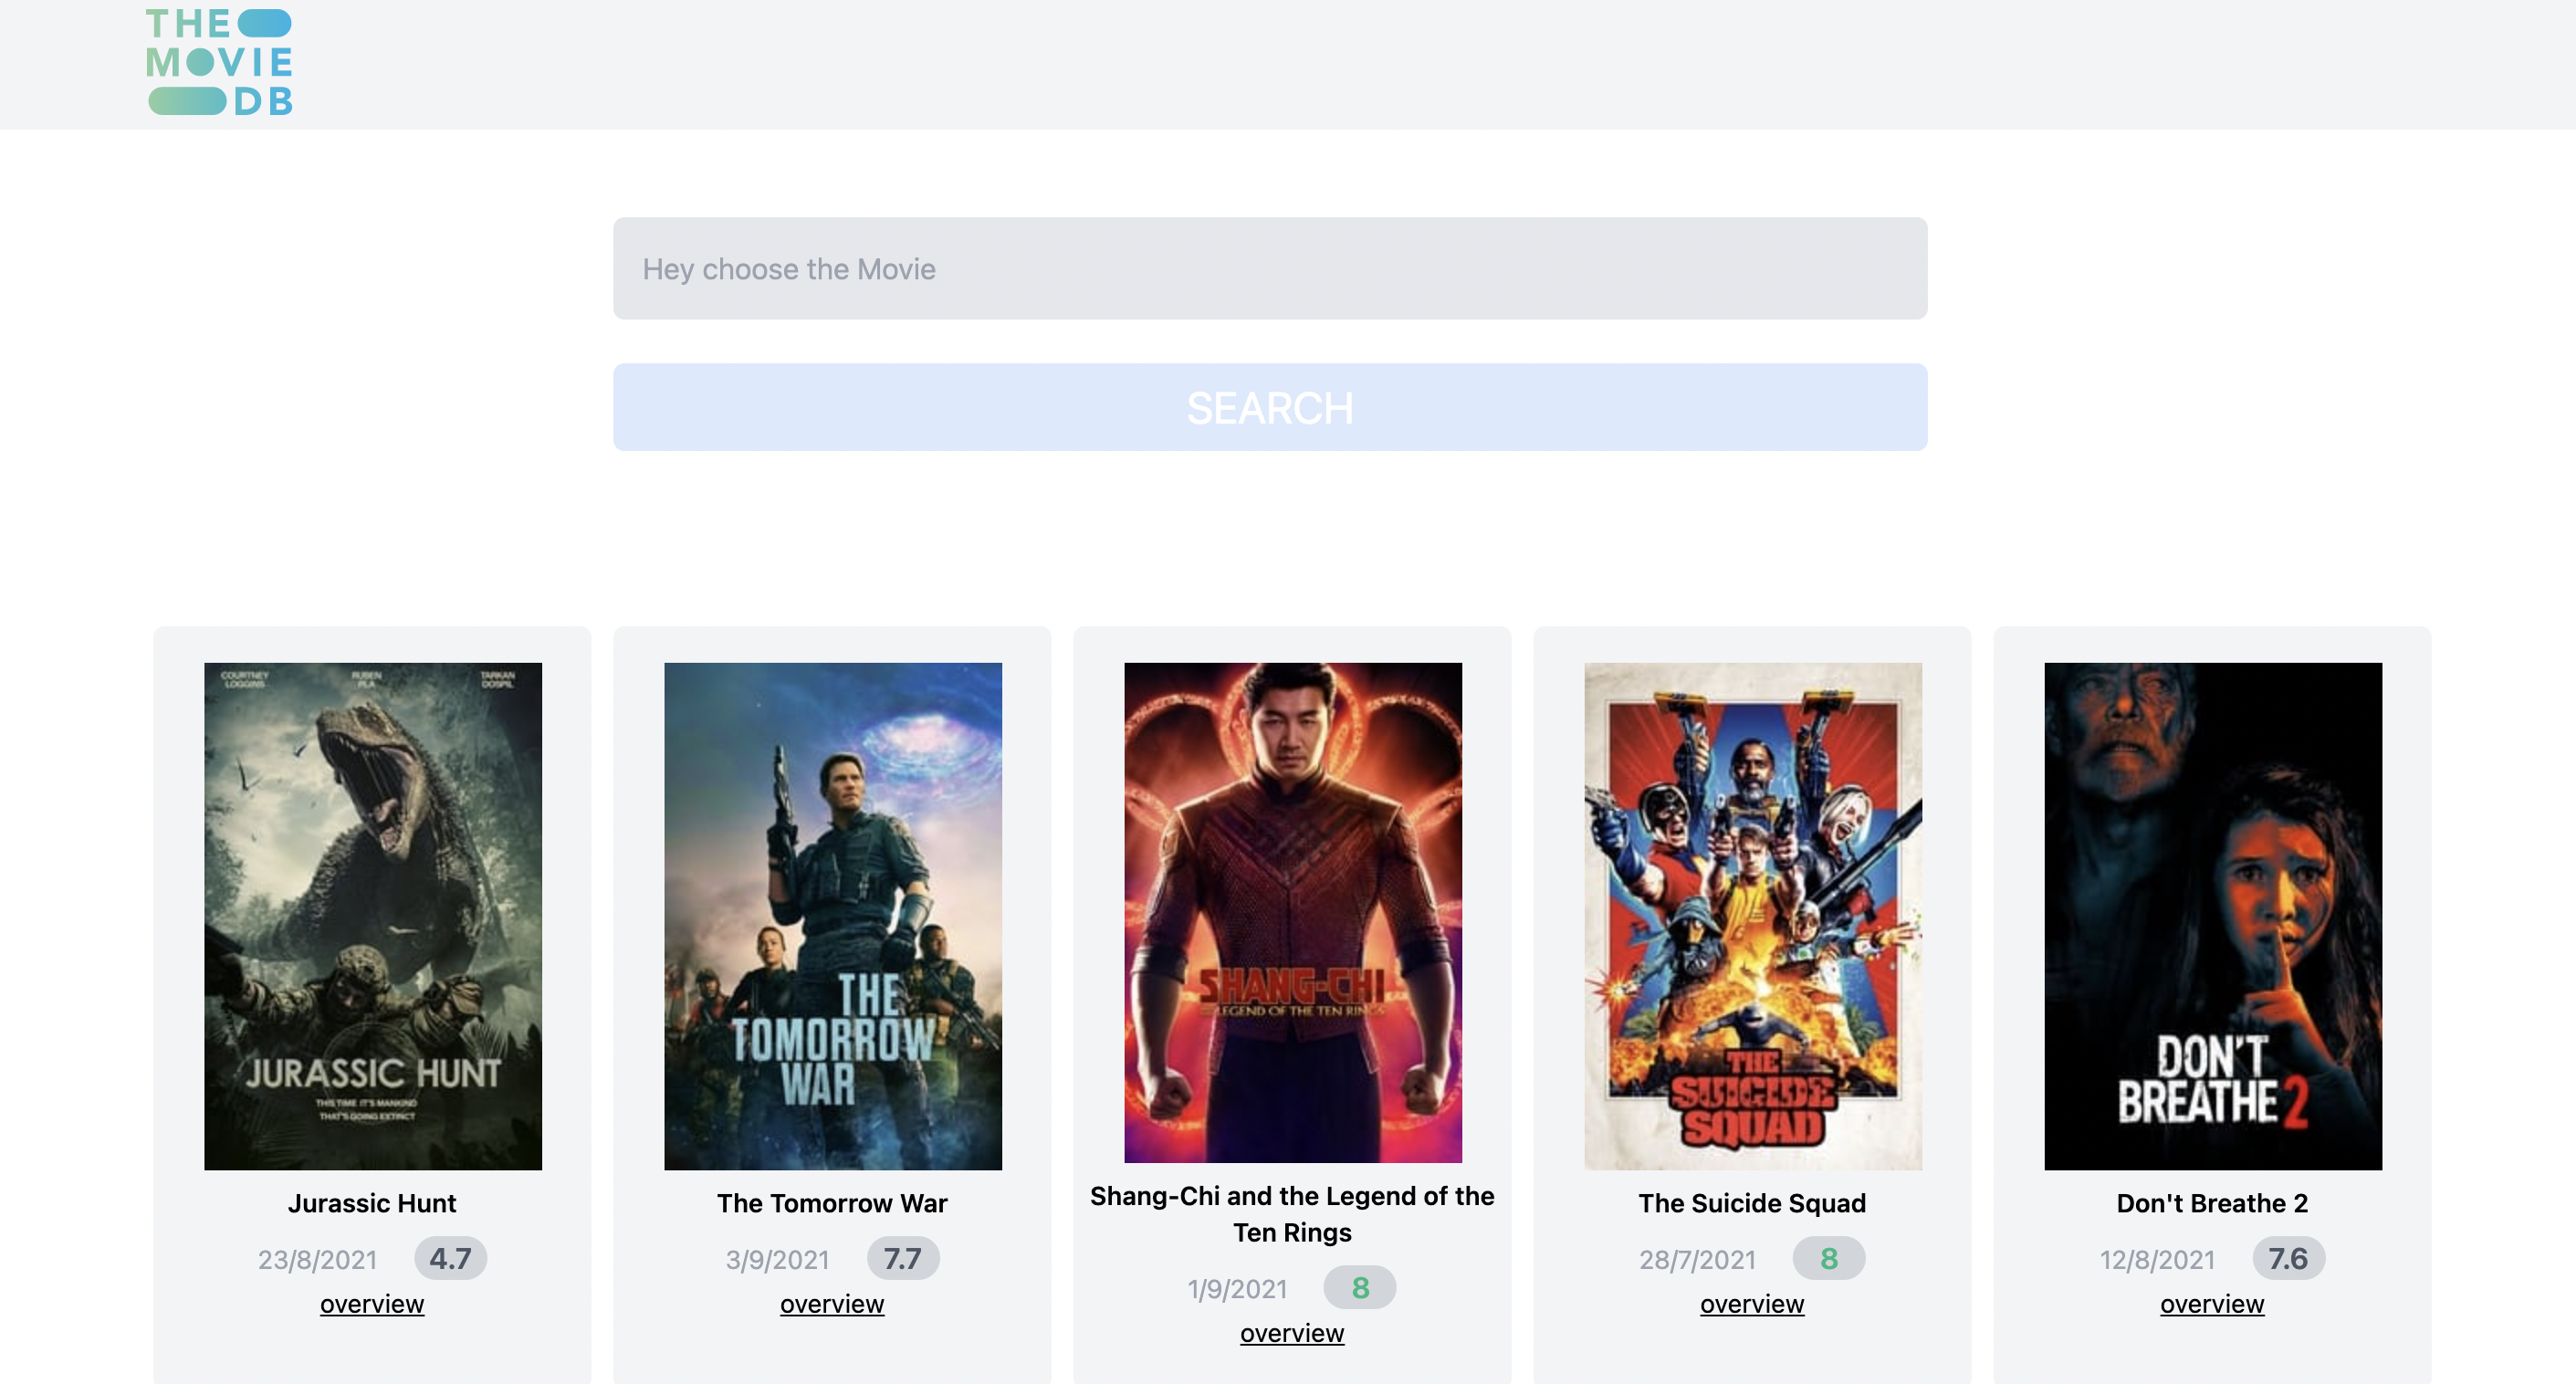 THE
MOVIE
DB
Hey choose the Movie
SEARCH
COURTNEY LOGGINS
RUBEN PLA
TARKAN DOSPIL
JURASSIC HUNT
THIS TIME IT'S MANKIND
THAT'S GOING EXTINCT
Jurassic Hunt
23/8/2021 4.7
overview
THE
TOMORROW
WAR
The Tomorrow War
3/9/2021 7.7
overview
SHANG-CHI
LEGEND OF THE TEN RINGS
Shang-Chi and the Legend of the
Ten Rings
1/9/2021 8
overview
THE
SUICIDE
SQUAD
The Suicide Squad
28/7/2021 8
overview
DON'T
BREATHE 2
Don't Breathe 2
12/8/2021 7.6
overview